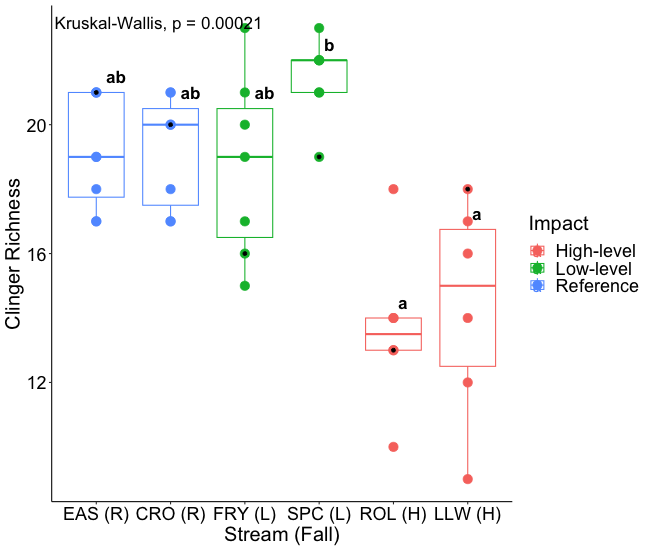 Kruskal-Wallis, p = 0.00021
ab
ab
ab
b
a
a
Clinger Richness
20
16
12
EAS (R) CRO (R) FRY (L) SPC (L) ROL (H) LLW (H)
Stream (Fall)
Impact
High-level
Low-level
Reference